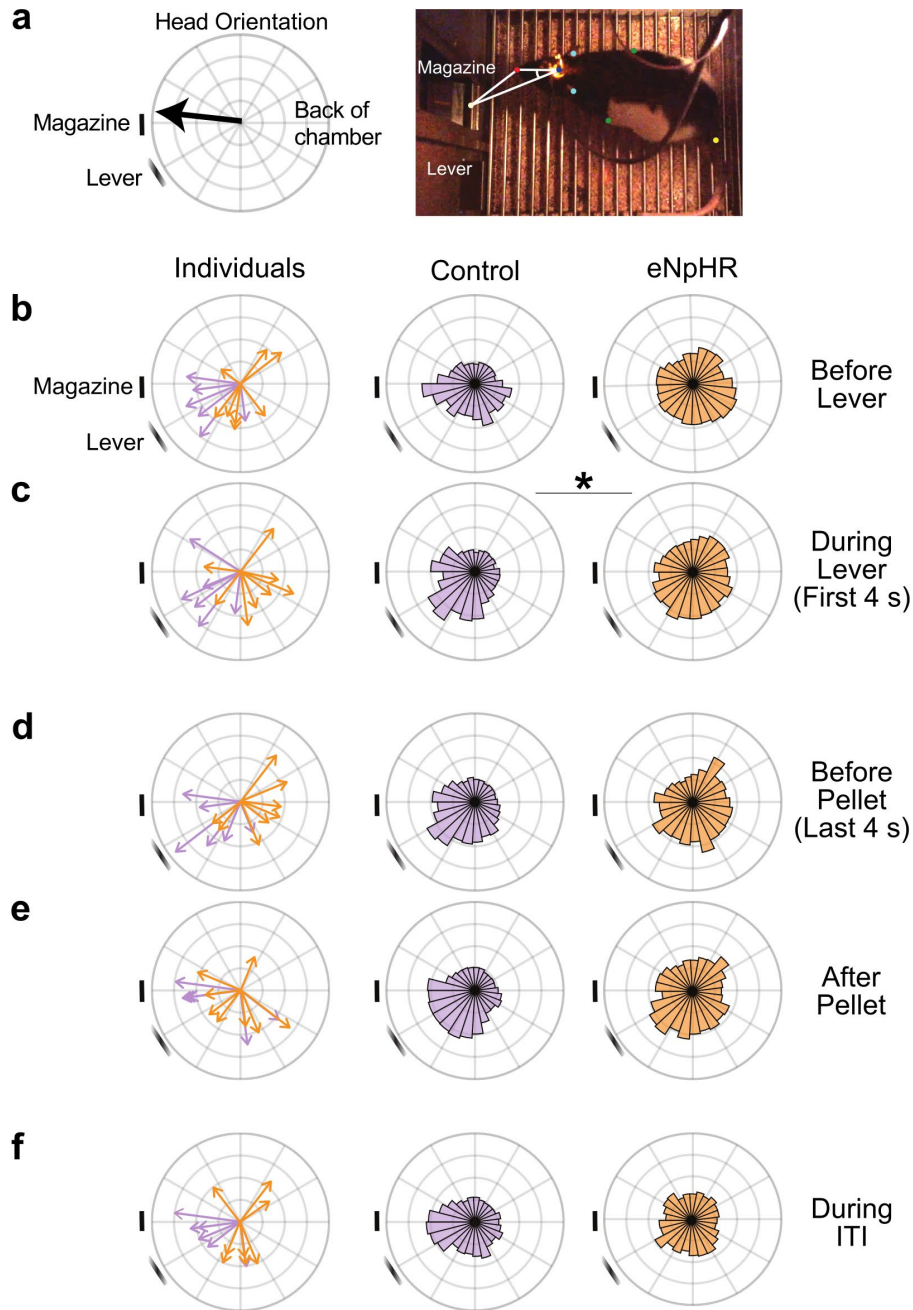 a
Head Orientation
Magazine
Back of
chamber
Lever
Magazine
Lever
Individuals
Control
eNpHR
b
Magazine
Lever
Before
Lever
c
*
During
Lever
(First 4 s)
d
Before
Pellet
(Last 4 s)
e
After
Pellet
f
During
ITI